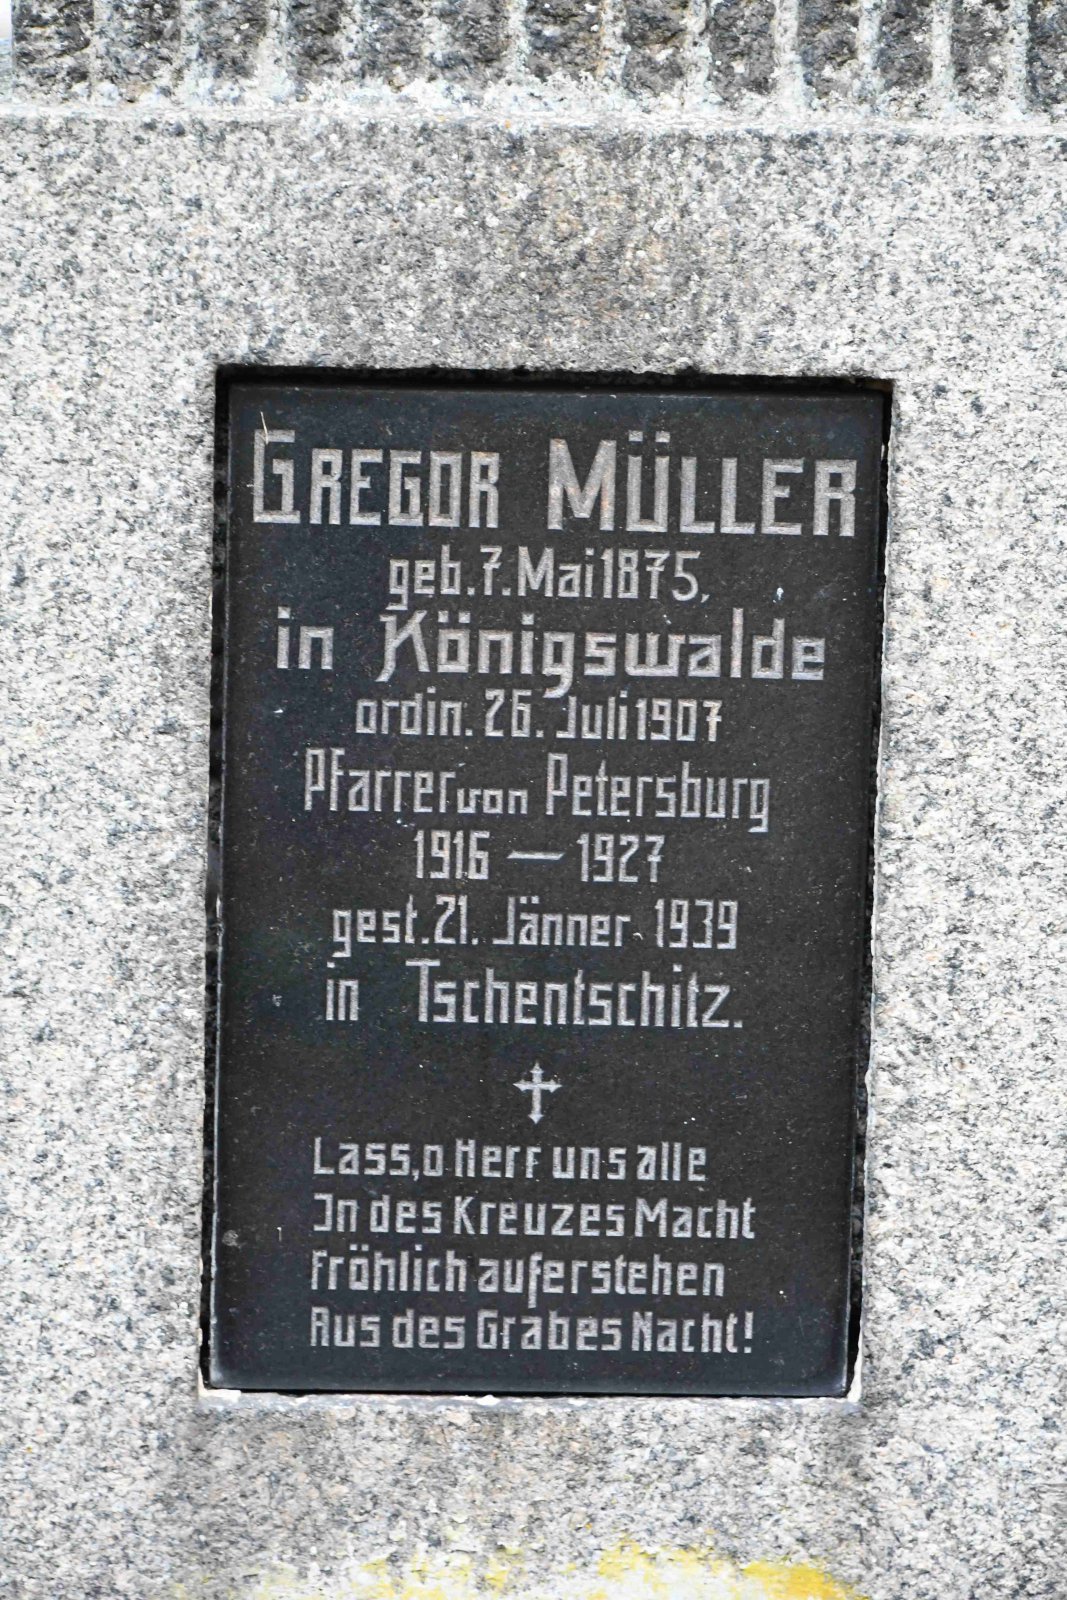 GREGOR MÜLLER
geb. 7. Mai 1875,
in Königswalde
ordin. 26. Juli 1907
Pfarrer von Petersburg
1916 — 1927
gest. 21. Jänner 1939
in Tschentschitz.
Lass, o Herr uns alle
In des Kreuzes Macht
fröhlich auferstehen
Aus des Grabes Nacht!